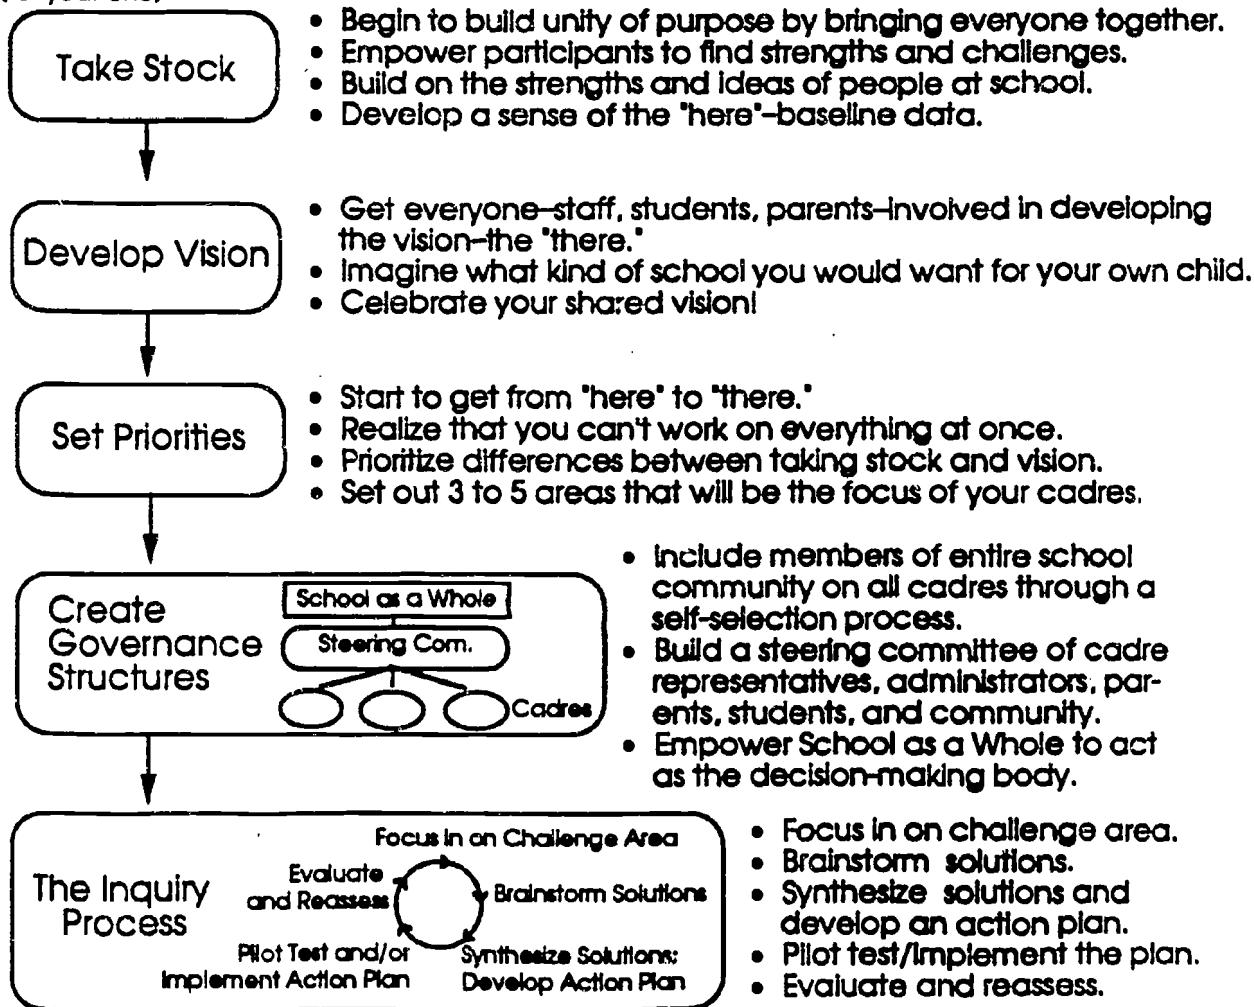 Take Stock
• Begin to build unity of purpose by bringing everyone together.
• Empower participants to find strengths and challenges.
• Build on the strengths and ideas of people at school.
• Develop a sense of the "here"–baseline data.
Develop Vision
• Get everyone–staff, students, parents–involved in developing
the vision–the "there."
• Imagine what kind of school you would want for your own child.
• Celebrate your shared vision!
Set Priorities
• Start to get from "here" to "there."
• Realize that you can't work on everything at once.
• Prioritize differences between taking stock and vision.
• Set out 3 to 5 areas that will be the focus of your cadres.
Create
Governance
Structures
School as a Whole
Steering Com.
Cadres
• Include members of entire school
community on all cadres through a
self-selection process.
• Build a steering committee of cadre
representatives, administrators, par-
ents, students, and community.
• Empower School as a Whole to act
as the decision-making body.
The Inquiry
Process
Focus in on Challenge Area
Brainstorm Solutions
Synthesize Solutions:
Develop Action Plan
Pilot Test and/or
Implement Action Plan
Evaluate
and Reassess
• Focus in on challenge area.
• Brainstorm solutions.
• Synthesize solutions and
develop an action plan.
• Pilot test/implement the plan.
• Evaluate and reassess.